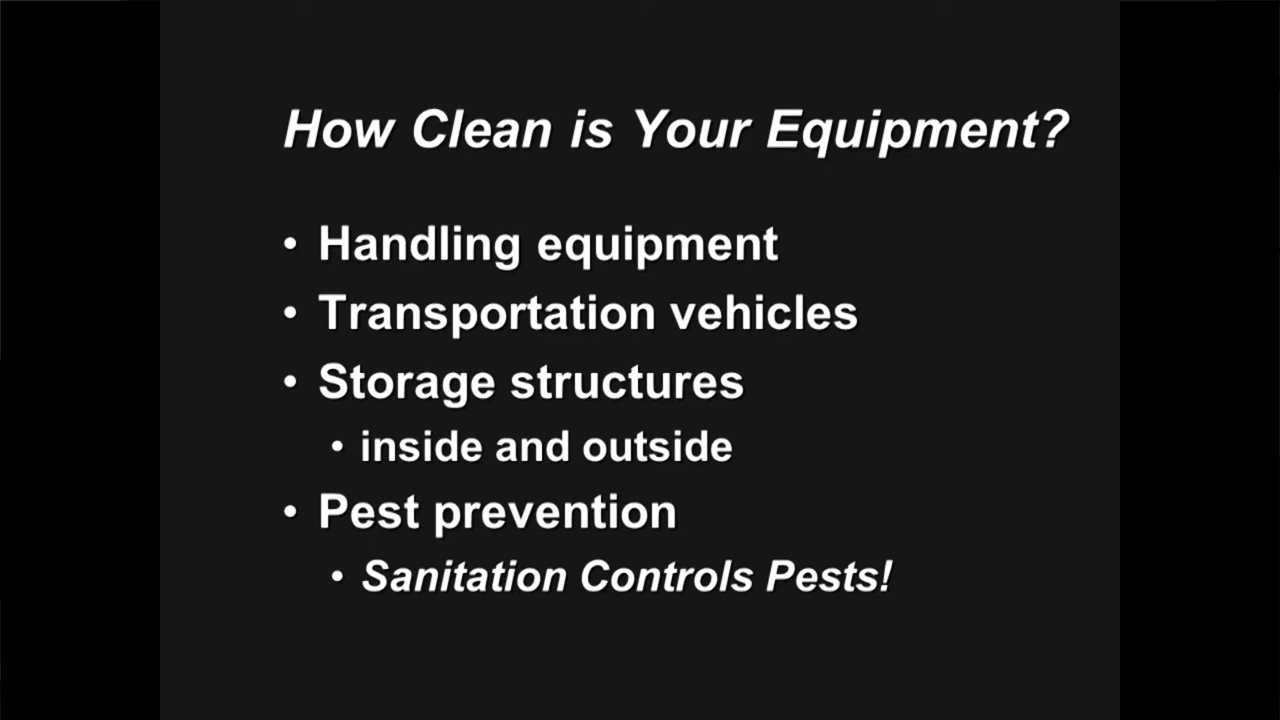 How Clean is Your Equipment?
• Handling equipment
• Transportation vehicles
• Storage structures
• inside and outside
• Pest prevention
• Sanitation Controls Pests!